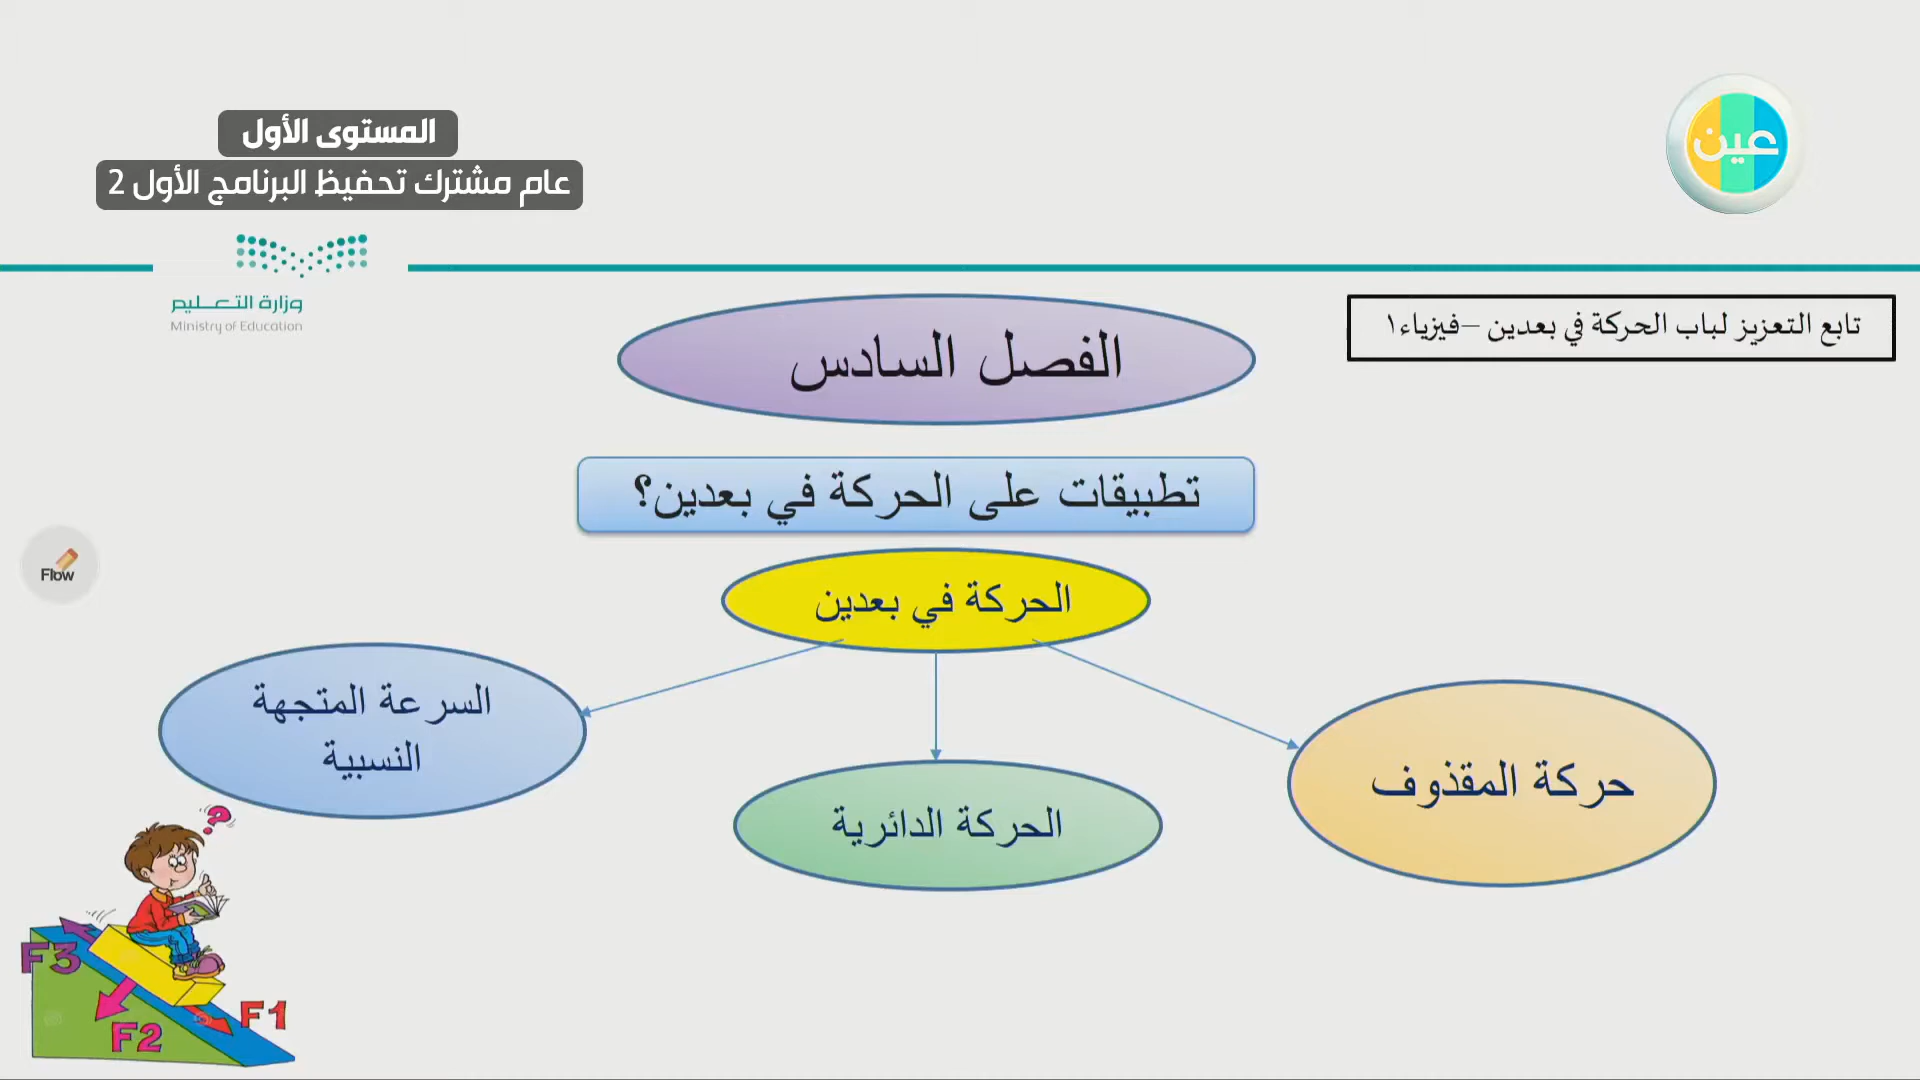 المستوى الأول
عام مشترك تحفيظ البرنامج الأول 2
عين
وزارة التعليم
Ministry of Education
تابع التعزيز لباب الحركة في بعدين – فيزياء١
الفصل السادس
تطبيقات على الحركة في بعدين؟
Flow
الحركة في بعدين
السرعة المتجهة
النسبية
حركة المقذوف
الحركة الدائرية
?
F3
F2
F1